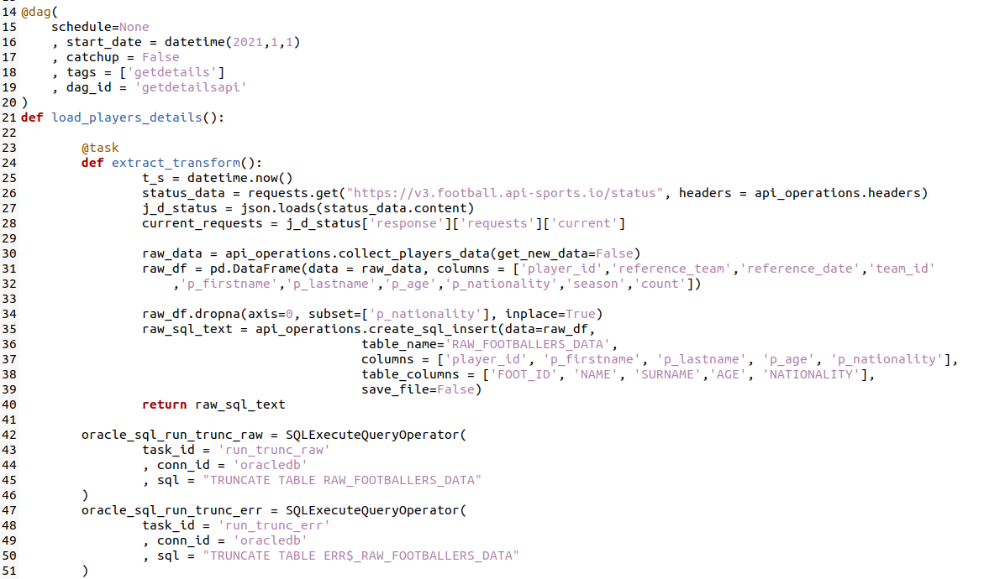 14 @dag(
15     schedule=None
16     , start_date = datetime(2021,1,1)
17     , catchup = False
18     , tags = ['getdetails']
19     , dag_id = 'getdetailsapi'
20 )
21 def load_players_details():
22
23         @task
24         def extract_transform():
25                 t_s = datetime.now()
26                 status_data = requests.get("https://v3.football.api-sports.io/status", headers = api_operations.headers)
27                 j_d_status = json.loads(status_data.content)
28                 current_requests = j_d_status['response']['requests']['current']
29
30                 raw_data = api_operations.collect_players_data(get_new_data=False)
31                 raw_df = pd.DataFrame(data = raw_data, columns = ['player_id','reference_team','reference_date','team_id'
32                     ,'p_firstname','p_lastname','p_age','p_nationality','season','count'])
33
34                 raw_df.dropna(axis=0, subset=['p_nationality'], inplace=True)
35                 raw_sql_text = api_operations.create_sql_insert(data=raw_df,
36                                              table_name='RAW_FOOTBALLERS_DATA',
37                                              columns = ['player_id', 'p_firstname', 'p_lastname', 'p_age', 'p_nationality'],
38                                              table_columns = ['FOOT_ID', 'NAME', 'SURNAME','AGE', 'NATIONALITY'],
39                                              save_file=False)
40                 return raw_sql_text
41
42         oracle_sql_run_trunc_raw = SQLExecuteQueryOperator(
43                 task_id = 'run_trunc_raw'
44                 , conn_id = 'oracledb'
45                 , sql = "TRUNCATE TABLE RAW_FOOTBALLERS_DATA"
46         )
47         oracle_sql_run_trunc_err = SQLExecuteQueryOperator(
48                 task_id = 'run_trunc_err'
49                 , conn_id = 'oracledb'
50                 , sql = "TRUNCATE TABLE ERR$_RAW_FOOTBALLERS_DATA"
51         )